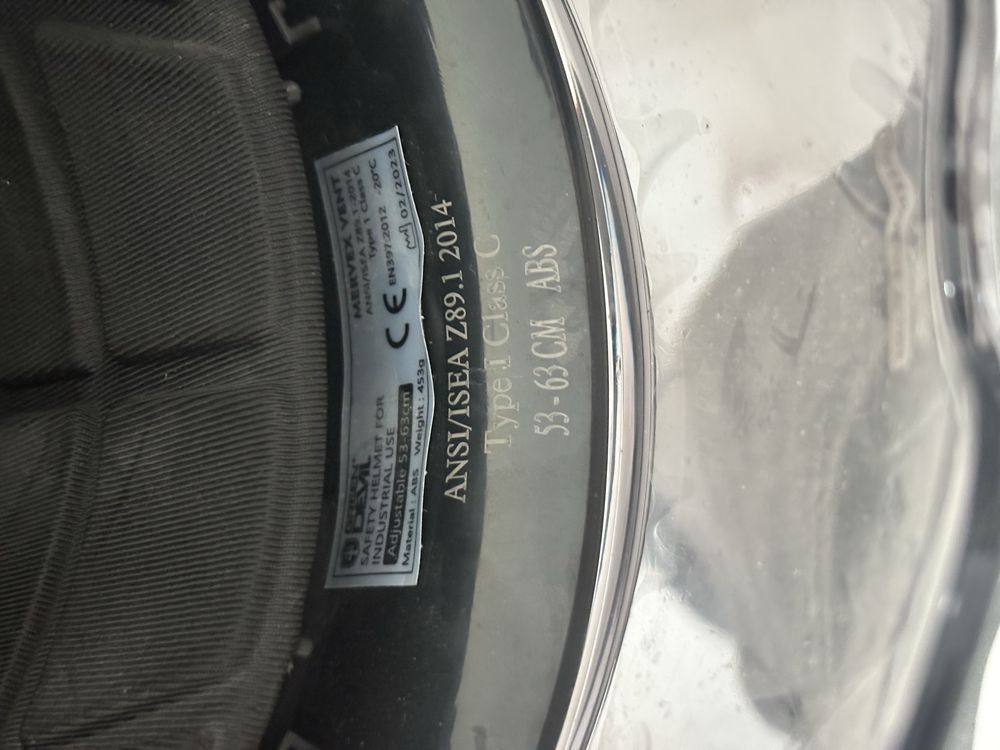 DEVIL
SAFETY HELMET FOR
INDUSTRIAL USE
Adjustable 53-63cm
Material : ABS Weight : 453g
MERVEX VENT
ANSI/ISEA Z89.1-2014
Type 1 Class C
CE EN397:2012 -20°C
02/2023
ANSI/ISEA Z89.1 2014
Type I Class C
53 - 63 CM ABS